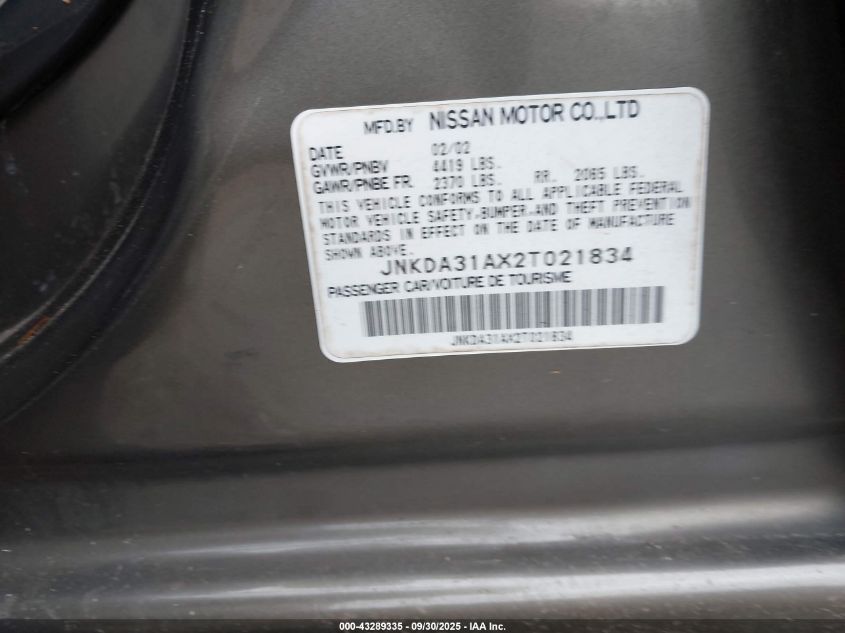 MFD.BY NISSAN MOTOR CO.,LTD
DATE 02/02
GVWR/PNBV 4419 LBS.
GAWR/PNBE FR. 2370 LBS. RR. 2065 LBS.
THIS VEHICLE CONFORMS TO ALL APPLICABLE FEDERAL
MOTOR VEHICLE SAFETY,BUMPER,AND THEFT PREVENTION
STANDARDS IN EFFECT ON THE DATE OF MANUFACTURE
SHOWN ABOVE.
JNKDA31AX2T021834
PASSENGER CAR/VOITURE DE TOURISME
JNKDA31AX2T021834
000-43289335 - 09/30/2025 - IAA Inc.